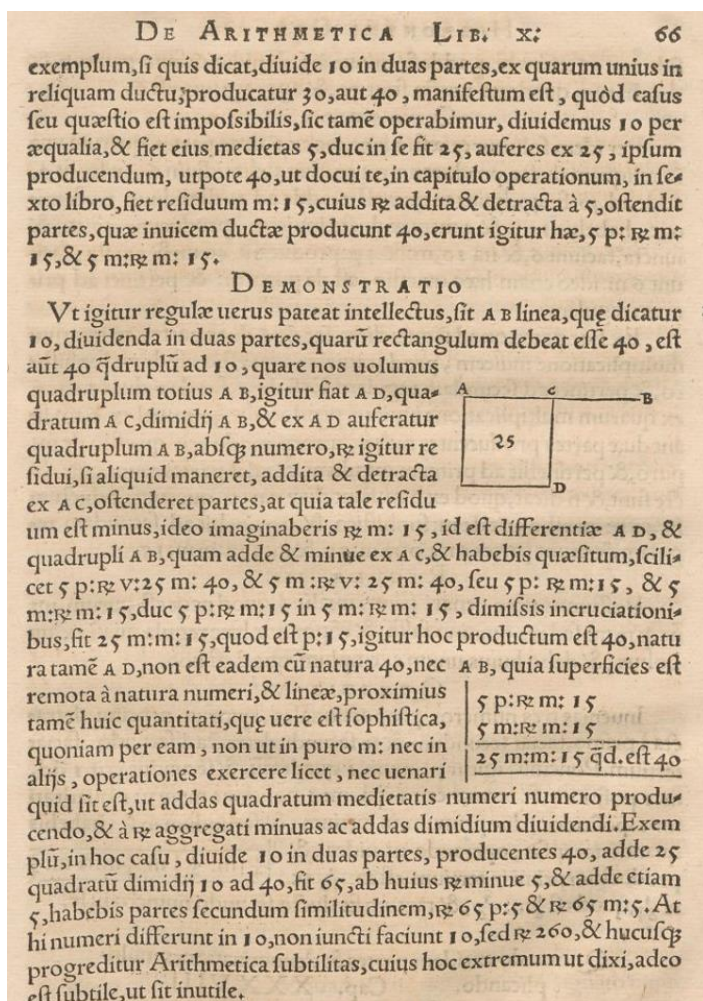 DE ARITHMETICA LIB. X. 66
exemplum, ſi quis dicat, diuide 10 in duas partes, ex quarum unius in
reliquam ductu, producatur 30, aut 40, manifeſtum eſt, quòd caſus
ſeu quæſtio eſt impoſsibilis, ſic tamē operabimur, diuidemus 10 per
æqualia, & fiet eius medietas 5, duc in ſe fit 25, auferes ex 25, ipſum
producendum, utpote 40, ut docui te, in capitulo operationum, in ſe⸗
xto libro, fiet reſiduum m: 15, cuius ℞ addita & detracta à 5, oſtendit
partes, quæ inuicem ductæ producunt 40, erunt igitur hæ, 5 p: ℞ m:
15, & 5 m: ℞ m: 15.
DEMONSTRATIO
Vt igitur regulæ uerus pateat intellectus, ſit A B linea, quę dicatur
10, diuidenda in duas partes, quarũ rectangulum debeat eſſe 40, eſt
aũt 40 q̃druplũ ad 10, quare nos uolumus
quadruplum totius A B, igitur fiat A D, qua⸗
dratum A C, dimidij A B, & ex A D auferatur
quadruplum A B, abſq; numero, ℞ igitur re
ſidui, ſi aliquid maneret, addita & detracta
ex A C, oſtenderet partes, at quia tale reſidu
A C B
25
D
um eſt minus, ideo imaginaberis ℞ m: 15, id eſt differentiæ A D, &
quadrupli A B, quam adde & minue ex A C, & habebis quæſitum, ſcili⸗
cet 5 p: ℞ v: 25 m: 40, & 5 m: ℞ v: 25 m: 40, ſeu 5 p: ℞ m: 15, & 5
m: ℞ m: 15, duc 5 p: ℞ m: 15 in 5 m: ℞ m: 15, dimiſsis incruciationi⸗
bus, fit 25 m: m: 15, quod eſt p: 15, igitur hoc productum eſt 40, natu
ra tamē A D, non eſt eadem cũ natura 40, nec A B, quia ſuperficies eſt
remota à natura numeri, & lineæ, proximius
tamē huic quantitati, quę uere eſt ſophiſtica,
quoniam per eam, non ut in puro m: nec in
alijs, operationes exercere licet, nec uenari
5 p: ℞ m: 15
5 m: ℞ m: 15
25 m: m: 15 q̃d. eſt 40
quid ſit eſt, ut addas quadratum medietatis numeri numero produ⸗
cendo, & à ℞ aggregati minuas ac addas dimidium diuidendi. Exem
plũ, in hoc caſu, diuide 10 in duas partes, producentes 40, adde 25
quadratũ dimidij 10 ad 40, fit 65, ab huius ℞ minue 5, & adde etiam
5, habebis partes ſecundum ſimilitudinem, ℞ 65 p: 5 & ℞ 65 m: 5. At
hi numeri differunt in 10, non iuncti faciunt 10, ſed ℞ 260, & hucuſq;
progreditur Arithmetica ſubtilitas, cuius hoc extremum ut dixi, adeo
eſt ſubtile, ut ſit inutile.